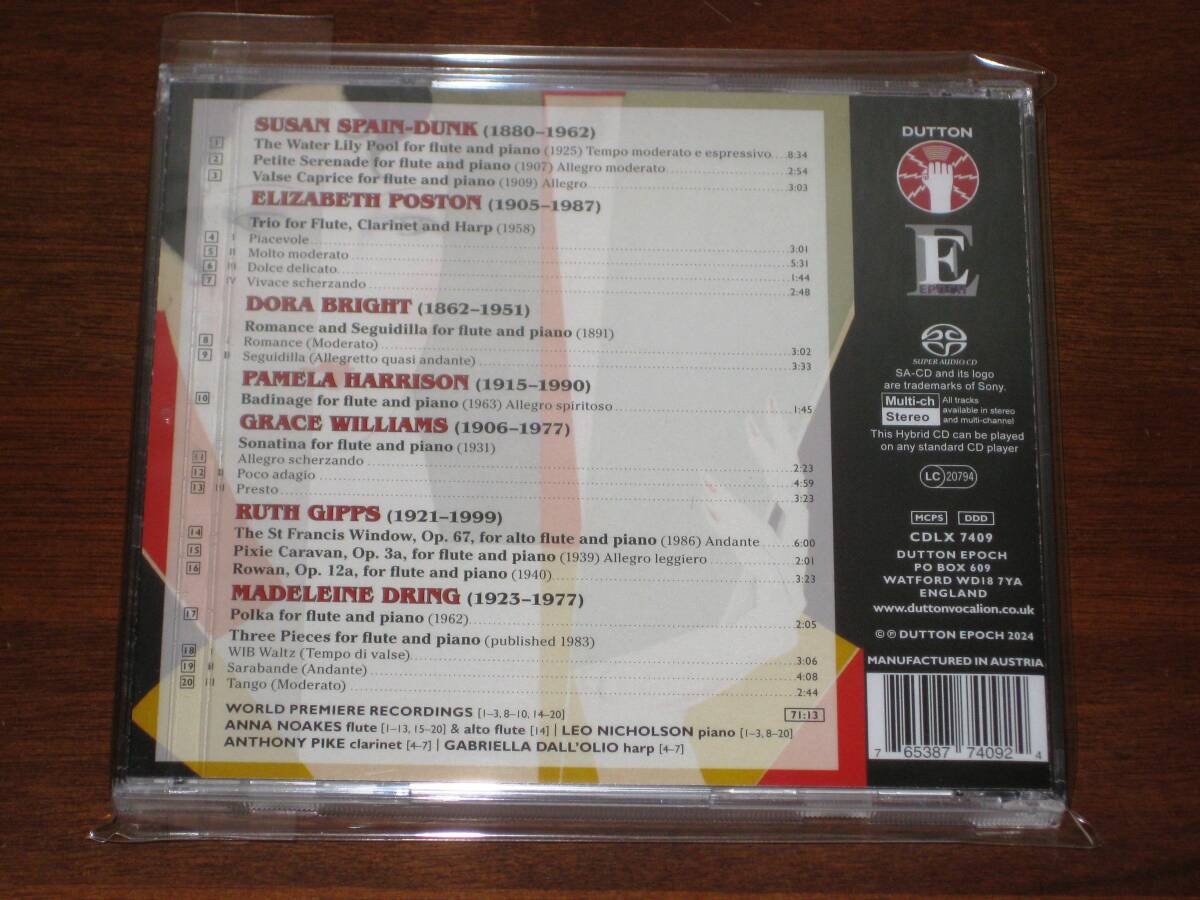 SUSAN SPAIN-DUNK (1880–1962)
1 The Water Lily Pool for flute and piano (1925) Tempo moderato e espressivo 8:34
2 Petite Serenade for flute and piano (1907) Allegro moderato 2:54
3 Valse Caprice for flute and piano (1909) Allegro 3:03
ELIZABETH POSTON (1905–1987)
Trio for Flute, Clarinet and Harp (1958)
4 I Piacevole 3:01
5 II Molto moderato 5:31
6 III Dolce delicato 1:44
7 IV Vivace scherzando 2:48
DORA BRIGHT (1862–1951)
Romance and Seguidilla for flute and piano (1891)
8 I Romance (Moderato) 3:02
9 II Seguidilla (Allegretto quasi andante) 3:33
PAMELA HARRISON (1915–1990)
10 Badinage for flute and piano (1963) Allegro spiritoso 1:45
GRACE WILLIAMS (1906–1977)
Sonatina for flute and piano (1931)
11 Allegro scherzando 2:23
12 II Poco adagio 4:59
13 III Presto 3:23
RUTH GIPPS (1921–1999)
14 The St Francis Window, Op. 67, for alto flute and piano (1986) Andante 6:00
15 Pixie Caravan, Op. 3a, for flute and piano (1939) Allegro leggiero 2:01
16 Rowan, Op. 12a, for flute and piano (1940) 3:23
MADELEINE DRING (1923–1977)
17 Polka for flute and piano (1962) 2:05
Three Pieces for flute and piano (published 1983)
18 WIB Waltz (Tempo di valse) 3:06
19 II Sarabande (Andante) 4:08
20 III Tango (Moderato) 2:44
WORLD PREMIERE RECORDINGS [1–3, 8–10, 14–20] 71:13
ANNA NOAKES flute [1–13, 15–20] & alto flute [14] | LEO NICHOLSON piano [1–3, 8–20]
ANTHONY PIKE clarinet [4–7] | GABRIELLA DALL'OLIO harp [4–7]
DUTTON
E
EPOCH
SUPER AUDIO CD
SA-CD and its logo
are trademarks of Sony.
Multi-ch
Stereo
All tracks
available in stereo
and multi-channel
This Hybrid CD can be played
on any standard CD player
LC 20794
MCPS DDD
CDLX 7409
DUTTON EPOCH
PO BOX 609
WATFORD WD18 7YA
ENGLAND
www.duttonvocalion.co.uk
© ℗ DUTTON EPOCH 2024
MANUFACTURED IN AUSTRIA
7 65387 74092 4